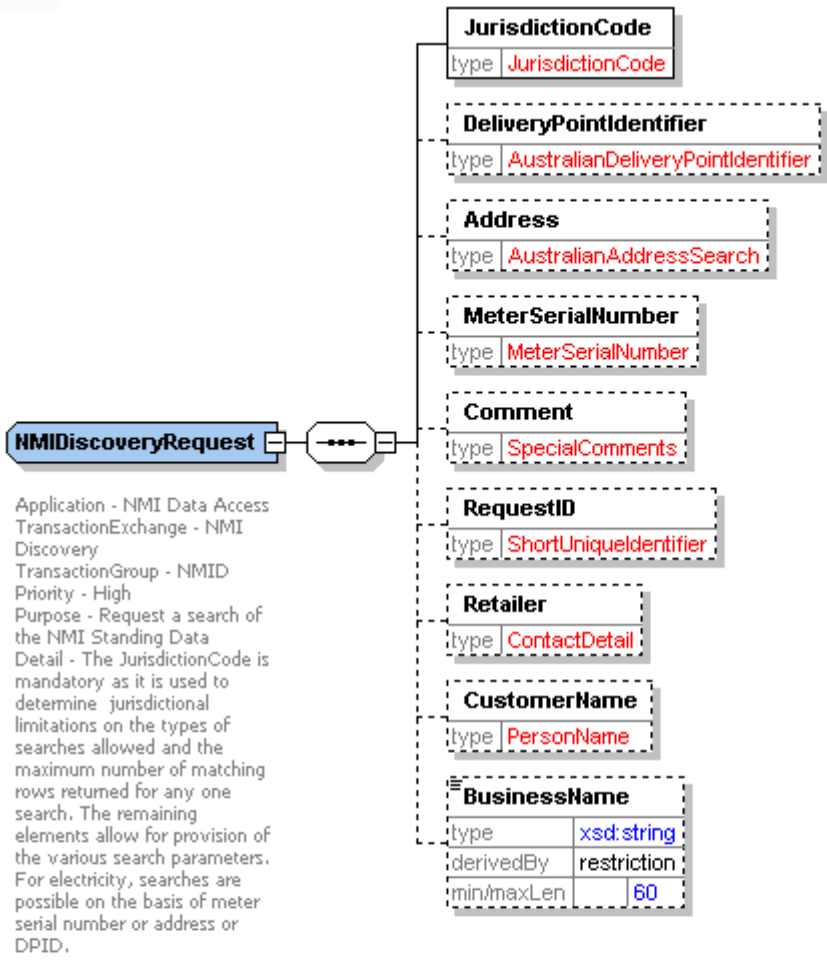 JurisdictionCode
type JurisdictionCode
DeliveryPointIdentifier
type AustralianDeliveryPointIdentifier
Address
type AustralianAddressSearch
MeterSerialNumber
type MeterSerialNumber
Comment
type SpecialComments
NMIDiscoveryRequest
RequestID
type ShortUniqueIdentifier
Retailer
type ContactDetail
CustomerName
type PersonName
BusinessName
type xsd:string
derivedBy restriction
min/maxLen 60
Application - NMI Data Access
TransactionExchange - NMI
Discovery
TransactionGroup - NMID
Priority - High
Purpose - Request a search of
the NMI Standing Data
Detail - The JurisdictionCode is
mandatory as it is used to
determine jurisdictional
limitations on the types of
searches allowed and the
maximum number of matching
rows returned for any one
search. The remaining
elements allow for provision of
the various search parameters.
For electricity, searches are
possible on the basis of meter
serial number or address or
DPID.